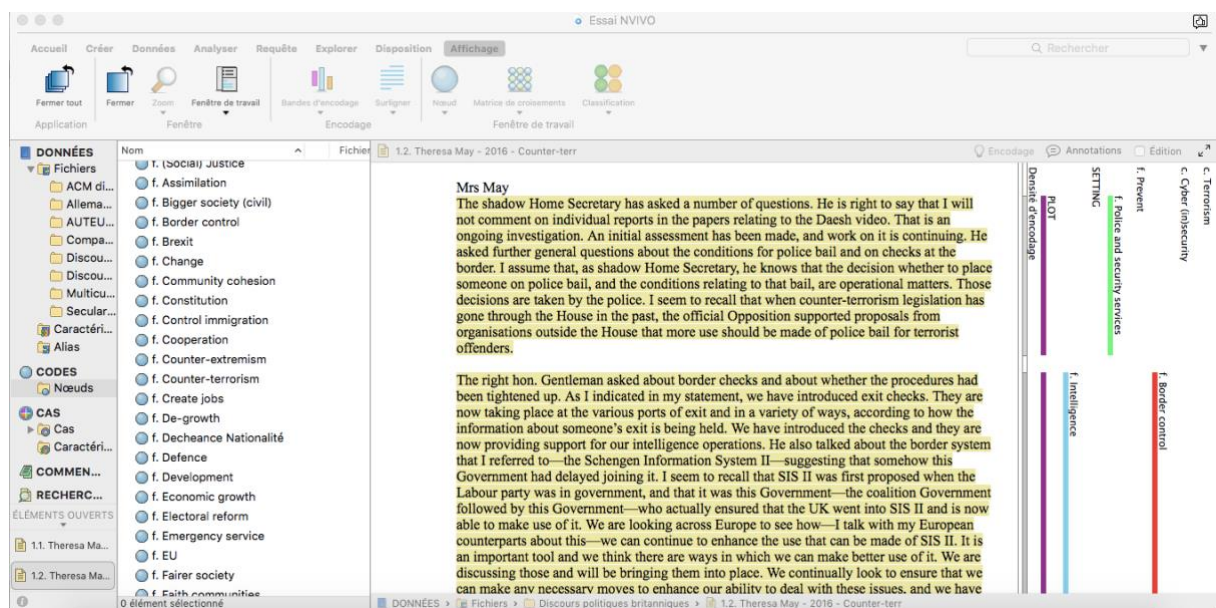 Essai NVIVO
Accueil Créer Données Analyser Requête Explorer Disposition Affichage
Rechercher
Fermer tout Fermer Zoom Fenêtre de travail Bandes d'encodage Surligner Nœud Matrice de croisements Classification
Application Fenêtre Encodage Fenêtre de travail
DONNÉES
Fichiers
ACM di...
Allema...
AUTEU...
Compa...
Discou...
Discou...
Multicu...
Secular...
Caractéri...
Alias
CODES
Nœuds
CAS
Cas
Caractéri...
COMMEN...
RECHERC...
ÉLÉMENTS OUVERTS
1.1. Theresa Ma...
1.2. Theresa Ma...
Nom Fichier
f. (Social) Justice
f. Assimilation
f. Bigger society (civil)
f. Border control
f. Brexit
f. Change
f. Community cohesion
f. Constitution
f. Control immigration
f. Cooperation
f. Counter-extremism
f. Counter-terrorism
f. Create jobs
f. De-growth
f. Decheance Nationalité
f. Defence
f. Development
f. Economic growth
f. Electoral reform
f. Emergency service
f. EU
f. Fairer society
f. Faith communities
0 élément sélectionné
1.2. Theresa May - 2016 - Counter-terr
Encodage Annotations Édition
Mrs May
The shadow Home Secretary has asked a number of questions. He is right to say that I will
not comment on individual reports in the papers relating to the Daesh video. That is an
ongoing investigation. An initial assessment has been made, and work on it is continuing. He
asked further general questions about the conditions for police bail and on checks at the
border. I assume that, as shadow Home Secretary, he knows that the decision whether to place
someone on police bail, and the conditions relating to that bail, are operational matters. Those
decisions are taken by the police. I seem to recall that when counter-terrorism legislation has
gone through the House in the past, the official Opposition supported proposals from
organisations outside the House that more use should be made of police bail for terrorist
offenders.
The right hon. Gentleman asked about border checks and about whether the procedures had
been tightened up. As I indicated in my statement, we have introduced exit checks. They are
now taking place at the various ports of exit and in a variety of ways, according to how the
information about someone's exit is being held. We have introduced the checks and they are
now providing support for our intelligence operations. He also talked about the border system
that I referred to—the Schengen Information System II—suggesting that somehow this
Government had delayed joining it. I seem to recall that SIS II was first proposed when the
Labour party was in government, and that it was this Government—the coalition Government
followed by this Government—who actually ensured that the UK went into SIS II and is now
able to make use of it. We are looking across Europe to see how—I talk with my European
counterparts about this—we can continue to enhance the use that can be made of SIS II. It is
an important tool and we think there are ways in which we can make better use of it. We are
discussing those and will be bringing them into place. We continually look to ensure that we
can make any necessary moves to enhance our ability to deal with these issues, and we have
Densité d'encodage
PLOT
f. Intelligence
SETTING
f. Police and security services
f. Prevent
f. Border control
c. Cyber (in)security
c. Terrorism
DONNÉES > Fichiers > Discours politiques britanniques > 1.2. Theresa May - 2016 - Counter-terr